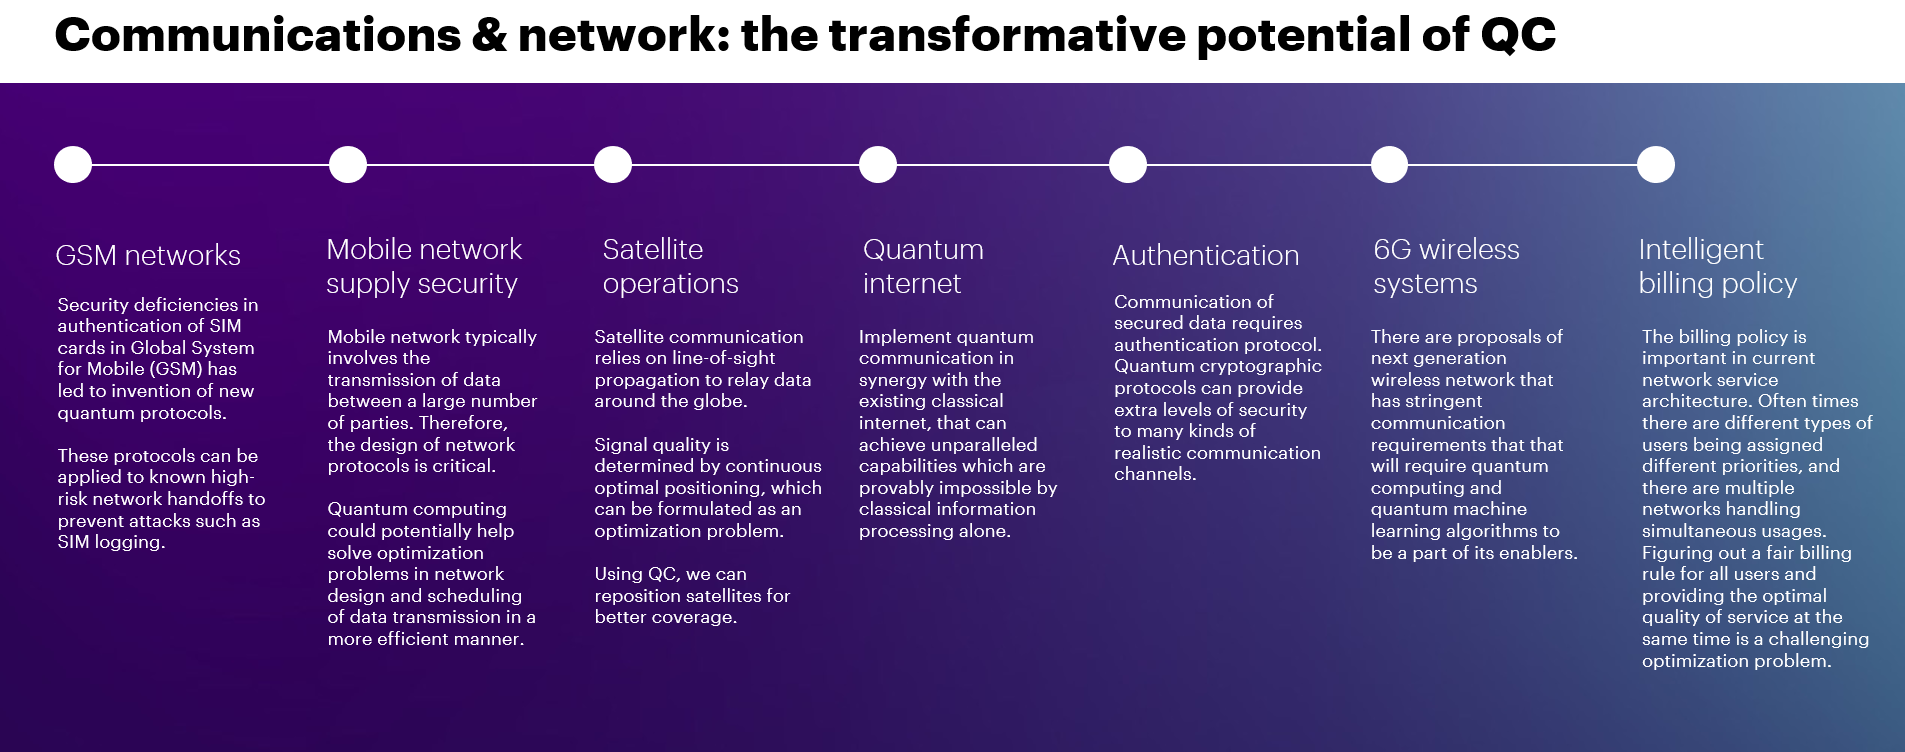 Communications & network: the transformative potential of QC
GSM networks
Security deficiencies in
authentication of SIM
cards in Global System
for Mobile (GSM) has
led to invention of new
quantum protocols.
These protocols can be
applied to known high-
risk network handoffs to
prevent attacks such as
SIM logging.
Mobile network
supply security
Mobile network typically
involves the
transmission of data
between a large number
of parties. Therefore,
the design of network
protocols is critical.
Quantum computing
could potentially help
solve optimization
problems in network
design and scheduling
of data transmission in a
more efficient manner.
Satellite
operations
Satellite communication
relies on line-of-sight
propagation to relay data
around the globe.
Signal quality is
determined by continuous
optimal positioning, which
can be formulated as an
optimization problem.
Using QC, we can
reposition satellites for
better coverage.
Quantum
internet
Implement quantum
communication in
synergy with the
existing classical
internet, that can
achieve unparalleled
capabilities which are
provably impossible by
classical information
processing alone.
Authentication
Communication of
secured data requires
authentication protocol.
Quantum cryptographic
protocols can provide
extra levels of security
to many kinds of
realistic communication
channels.
6G wireless
systems
There are proposals of
next generation
wireless network that
has stringent
communication
requirements that that
will require quantum
computing and
quantum machine
learning algorithms to
be a part of its enablers.
Intelligent
billing policy
The billing policy is
important in current
network service
architecture. Often times
there are different types of
users being assigned
different priorities, and
there are multiple
networks handling
simultaneous usages.
Figuring out a fair billing
rule for all users and
providing the optimal
quality of service at the
same time is a challenging
optimization problem.